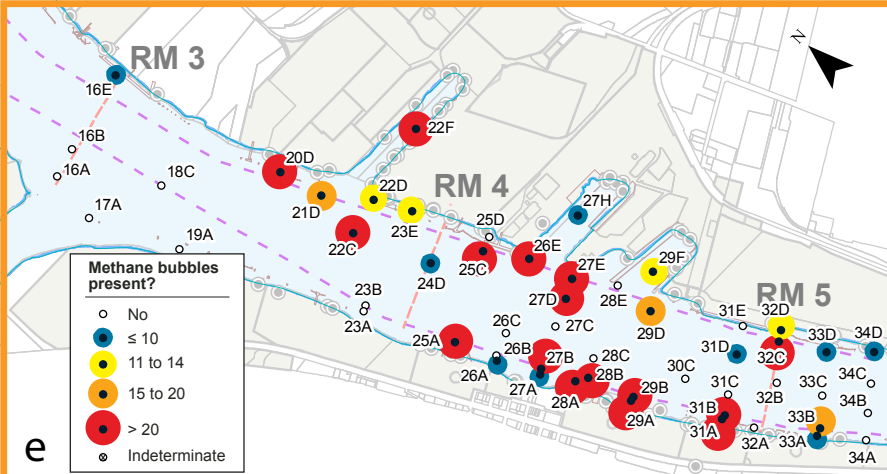 N
RM 3
16E
22F
16B
20D
18C
22D
RM 4
16A
27H
21D
23E
17A
25D
22C
26E
19A
25C
27E
29F
24D
Methane bubbles
present?
No
≤ 10
11 to 14
15 to 20
> 20
Indeterminate
23B
23A
28E
27D
RM 5
31E
32D
26C
27C
29D
25A
26B
27B
28C
31D
32C
33D
34D
26A
27A
28B
30C
34C
28A
29B
31C
32B
33C
29A
31B
33B
34B
31A
32A
33A
34A
e